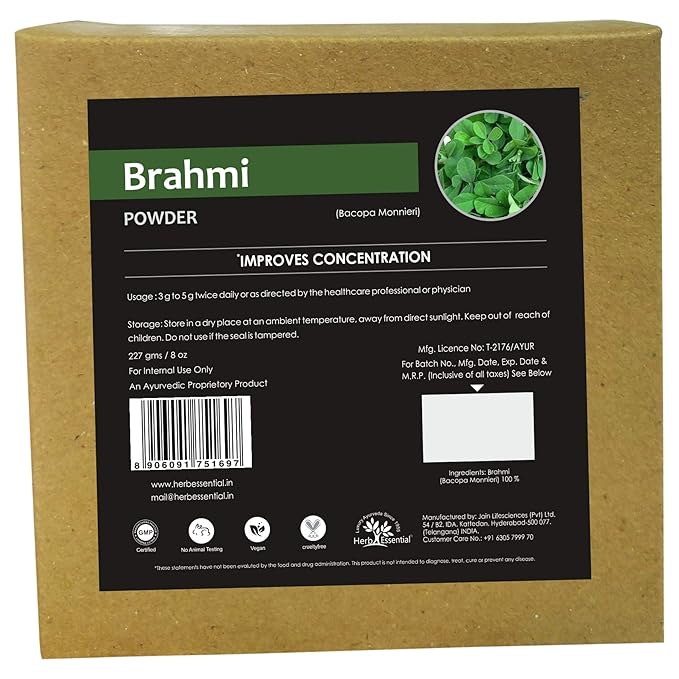 Brahmi
POWDER
(Bacopa Monnieri)
*IMPROVES CONCENTRATION
Usage : 3 g to 5 g twice daily or as directed by the healthcare professional or physician
Storage: Store in a dry place at an ambient temperature, away from direct sunlight. Keep out of reach of
children. Do not use if the seal is tampered.
227 gms / 8 oz
For Internal Use Only
An Ayurvedic Proprietory Product
Mfg. Licence No: T-2176/AYUR
For Batch No., Mfg. Date, Exp. Date &
M.R.P. (Inclusive of all taxes) See Below
8 906091 751697
www.herbessential.in
mail@herbessential.in
Ingredients: Brahmi
(Bacopa Monnieri) 100 %
GMP
Certified
No Animal Testing
Vegan
crueltyfree
Luxury Ayurveda Since 1985
Herb Essential
Manufactured by: Jain Lifesciences (Pvt) Ltd.
54 / B2, IDA, Kattedan, Hyderabad-500 077.
(Telangana) INDIA.
Customer Care No.: +91 6305 7999 70
*These statements have not been evaluted by the food and drug administration. This product is not intended to diagnose, treat, cure or prevent any disease.